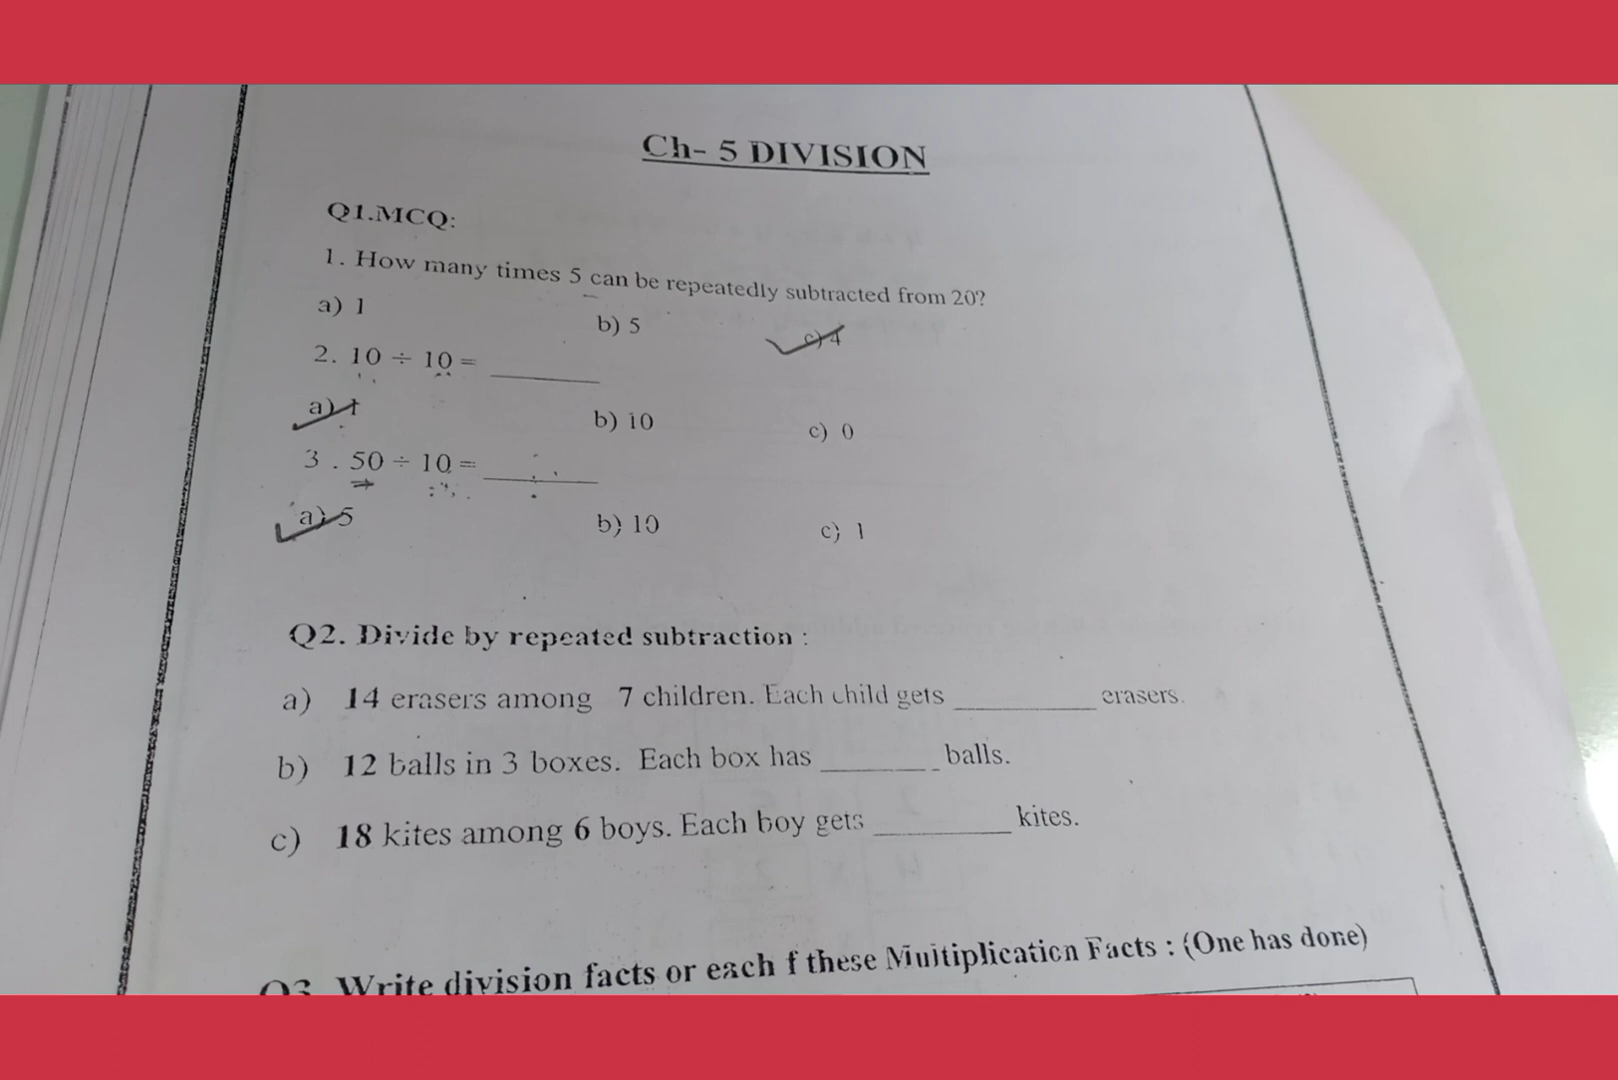 Ch- 5 DIVISION
Q1.MCQ:
1. How many times 5 can be repeatedly subtracted from 20?
a) 1 b) 5 c) 4
2. 10 ÷ 10 = ________
a) 1 b) 10 c) 0
3 . 50 ÷ 10 = ________
a) 5 b) 10 c) 1
Q2. Divide by repeated subtraction :
a) 14 erasers among 7 children. Each child gets _________ erasers.
b) 12 balls in 3 boxes. Each box has ________ balls.
c) 18 kites among 6 boys. Each boy gets _________ kites.
Q3 Write division facts or each f these Multiplication Facts : (One has done)